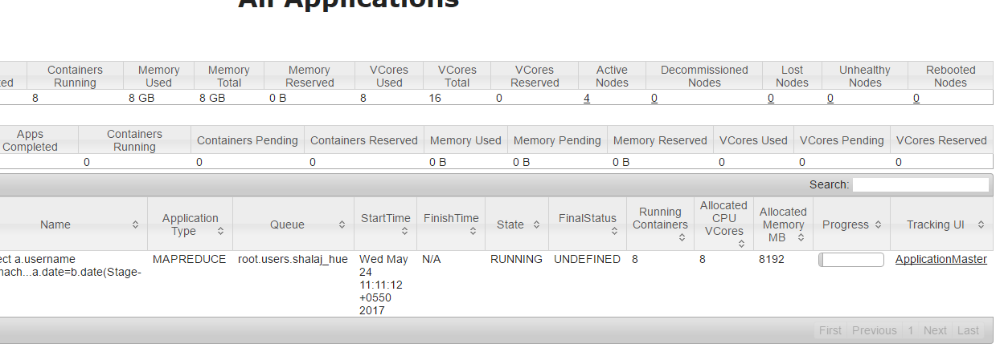 All Applications
Containers Running Memory Used Memory Total Memory Reserved VCores Used VCores Total VCores Reserved Active Nodes Decommissioned Nodes Lost Nodes Unhealthy Nodes Rebooted Nodes
8 8 GB 8 GB 0 B 8 16 0 4 0 0 0 0
Apps Completed Containers Running Containers Pending Containers Reserved Memory Used Memory Pending Memory Reserved VCores Used VCores Pending VCores Reserved
0 0 0 0 B 0 B 0 B 0 0 0
Search:
Name Application Type Queue StartTime FinishTime State FinalStatus Running Containers Allocated CPU VCores Allocated Memory MB Progress Tracking UI
ect a.username MAPREDUCE root.users.shalaj_hue Wed May N/A RUNNING UNDEFINED 8 8 8192 ApplicationMaster
mach...a.date=b.date(Stage- 24
11:11:12
+0550
2017
First Previous 1 Next Last